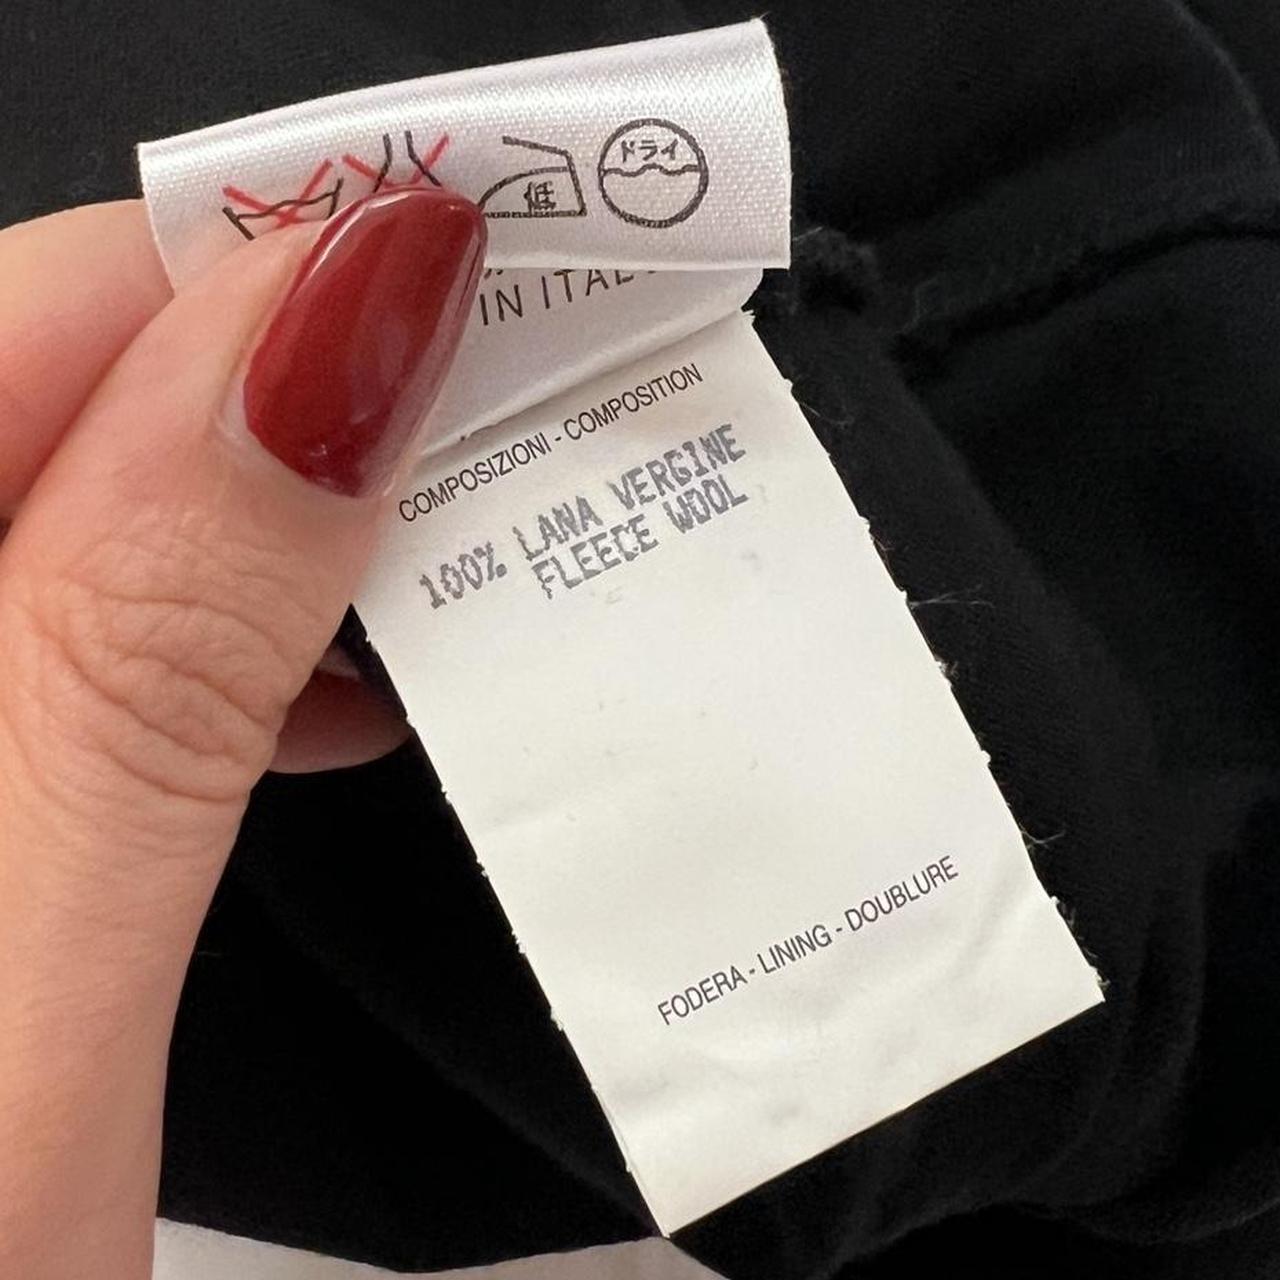 ドライ
低
IN ITAL
COMPOSIZIONI - COMPOSITION
100% LANA VERGINE
FLEECE WOOL
FODERA - LINING - DOUBLURE